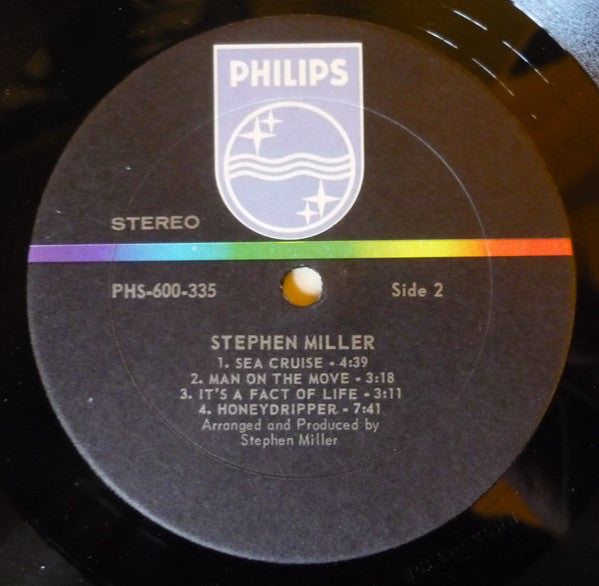 PHILIPS
STEREO
PHS-600-335 Side 2
STEPHEN MILLER
1. SEA CRUISE - 4:39
2. MAN ON THE MOVE - 3:18
3. IT'S A FACT OF LIFE - 3:11
4. HONEYDRIPPER - 7:41
Arranged and Produced by
Stephen Miller